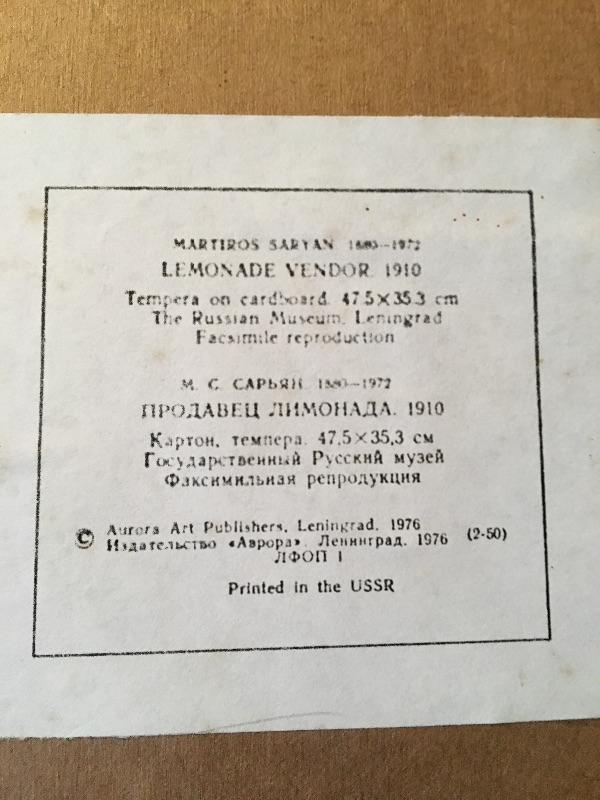 MARTIROS SARYAN. 1880—1972
LEMONADE VENDOR. 1910
Tempera on cardboard. 47.5×35.3 cm
The Russian Museum, Leningrad
Facsimile reproduction
М. С. САРЬЯН. 1880—1972
ПРОДАВЕЦ ЛИМОНАДА. 1910
Картон, темпера. 47,5×35,3 см
Государственный Русский музей
Факсимильная репродукция
© Aurora Art Publishers, Leningrad, 1976
Издательство «Аврора». Ленинград. 1976 (2-50)
ЛФОП 1
Printed in the USSR